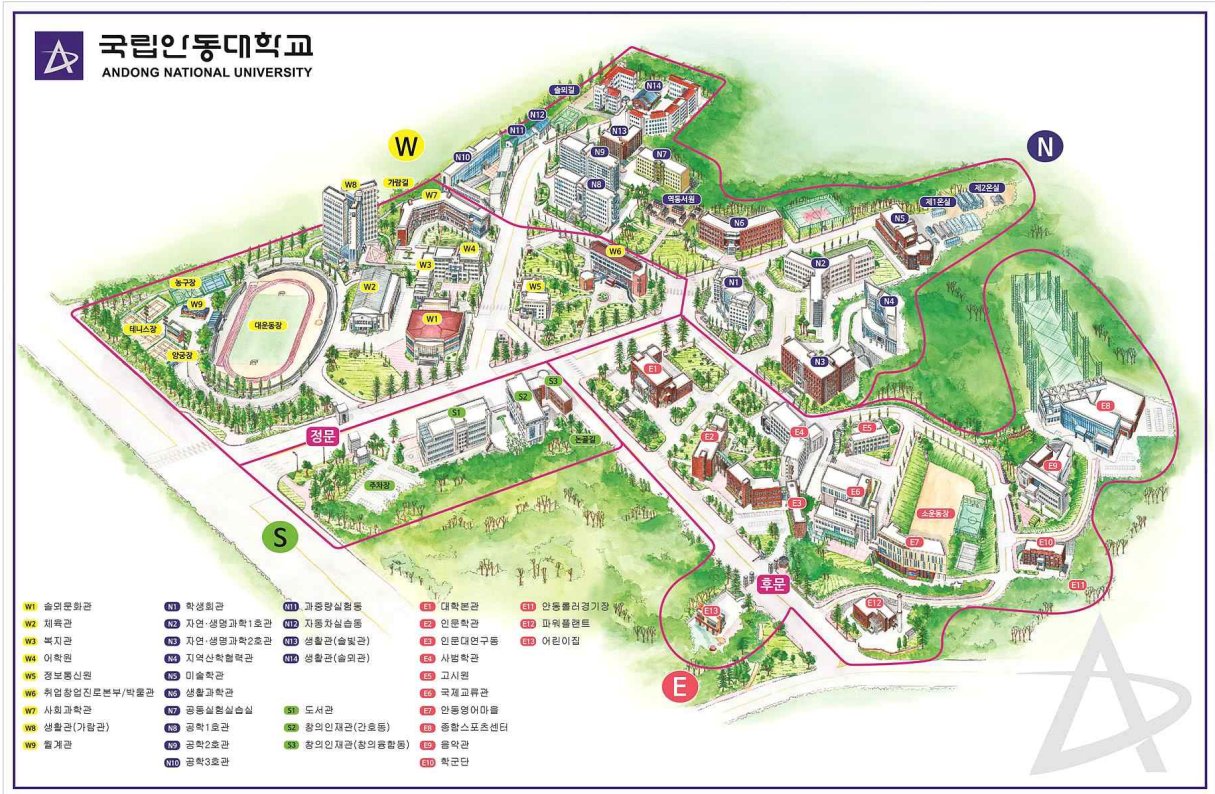 국립안동대학교
ANDONG NATIONAL UNIVERSITY
W
N
S
E
솔뫼길
N14
N12
N11
N13
N10
N9
N7
N8
가람길
W8
W7
역동서원
제2온실
제1온실
N5
N6
W6
W4
W3
W5
W2
W1
농구장
W9
테니스장
양궁장
대운동장
N1
N2
N4
N3
정문
S1
S2
S3
논골길
주차장
E1
E2
E3
E4
E5
E6
E7
소운동장
E8
E9
E10
E11
E12
E13
후문
W1 솔뫼문화관
W2 체육관
W3 복지관
W4 어학원
W5 정보통신원
W6 취업창업진로본부/박물관
W7 사회과학관
W8 생활관(가람관)
W9 월계관
N1 학생회관
N2 자연·생명과학1호관
N3 자연·생명과학2호관
N4 지역산학협력관
N5 미술학관
N6 생활과학관
N7 공동실험실습실
N8 공학1호관
N9 공학2호관
N10 공학3호관
N11 과중량실험동
N12 자동차실습동
N13 생활관(솔빛관)
N14 생활관(솔뫼관)
S1 도서관
S2 창의인재관(간호동)
S3 창의인재관(창의융합동)
E1 대학본관
E2 인문학관
E3 인문대연구동
E4 사범학관
E5 고시원
E6 국제교류관
E7 안동영어마을
E8 종합스포츠센터
E9 음악관
E10 학군단
E11 안동롤러경기장
E12 파워플랜트
E13 어린이집